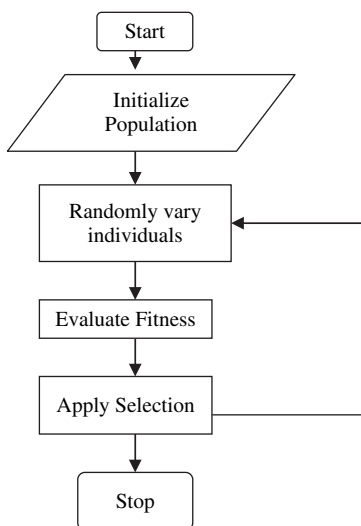 Start
Initialize
Population
Randomly vary
individuals
Evaluate Fitness
Apply Selection
Stop